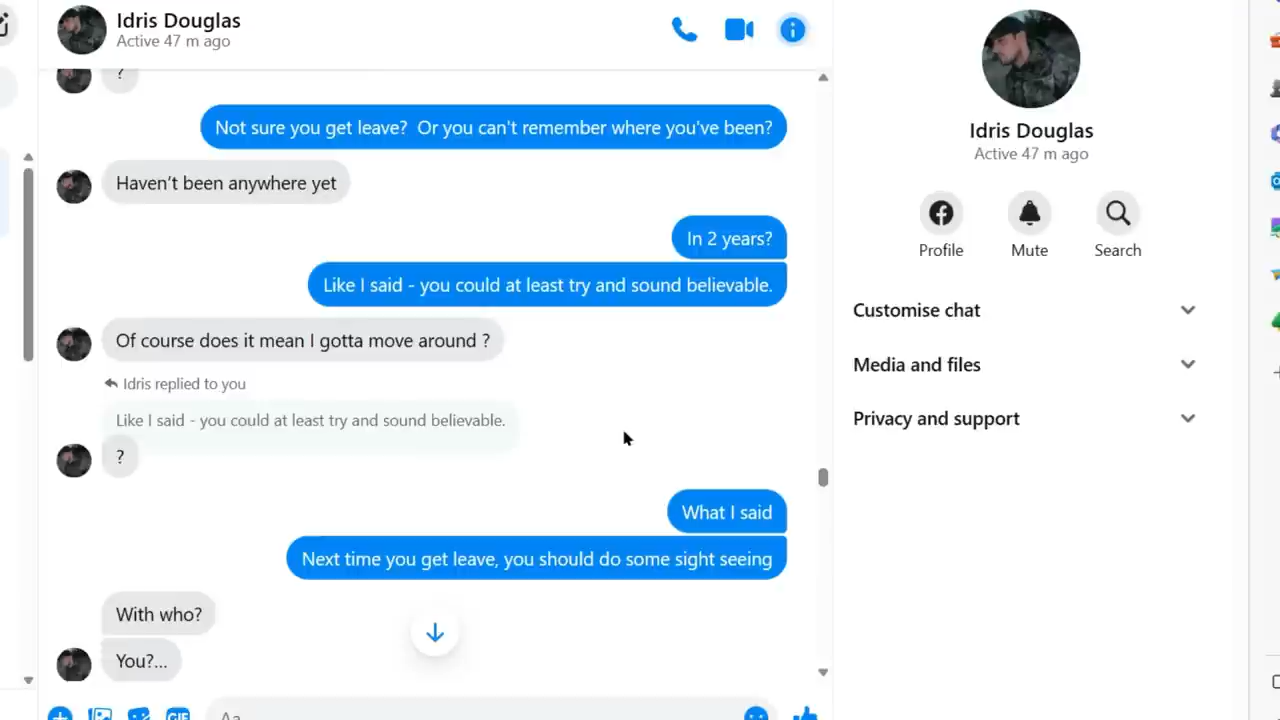 Idris Douglas
Active 47 m ago
?
Not sure you get leave?  Or you can't remember where you've been?
Haven't been anywhere yet
In 2 years?
Like I said - you could at least try and sound believable.
Of course does it mean I gotta move around ?
Idris replied to you
Like I said - you could at least try and sound believable.
?
What I said
Next time you get leave, you should do some sight seeing
With who?
You?...
GIF
Aa
Idris Douglas
Active 47 m ago
Profile
Mute
Search
Customise chat
Media and files
Privacy and support